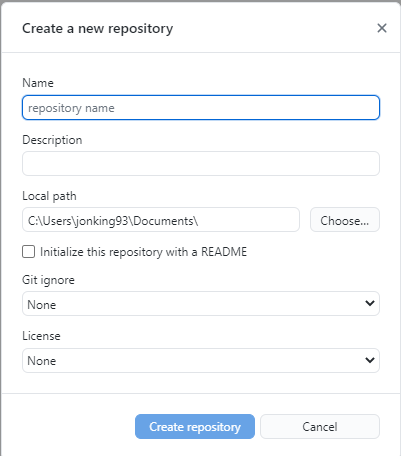 Create a new repository
Name
repository name
Description
Local path
C:\Users\jonking93\Documents\
Choose...
Initialize this repository with a README
Git ignore
None
License
None
Create repository
Cancel